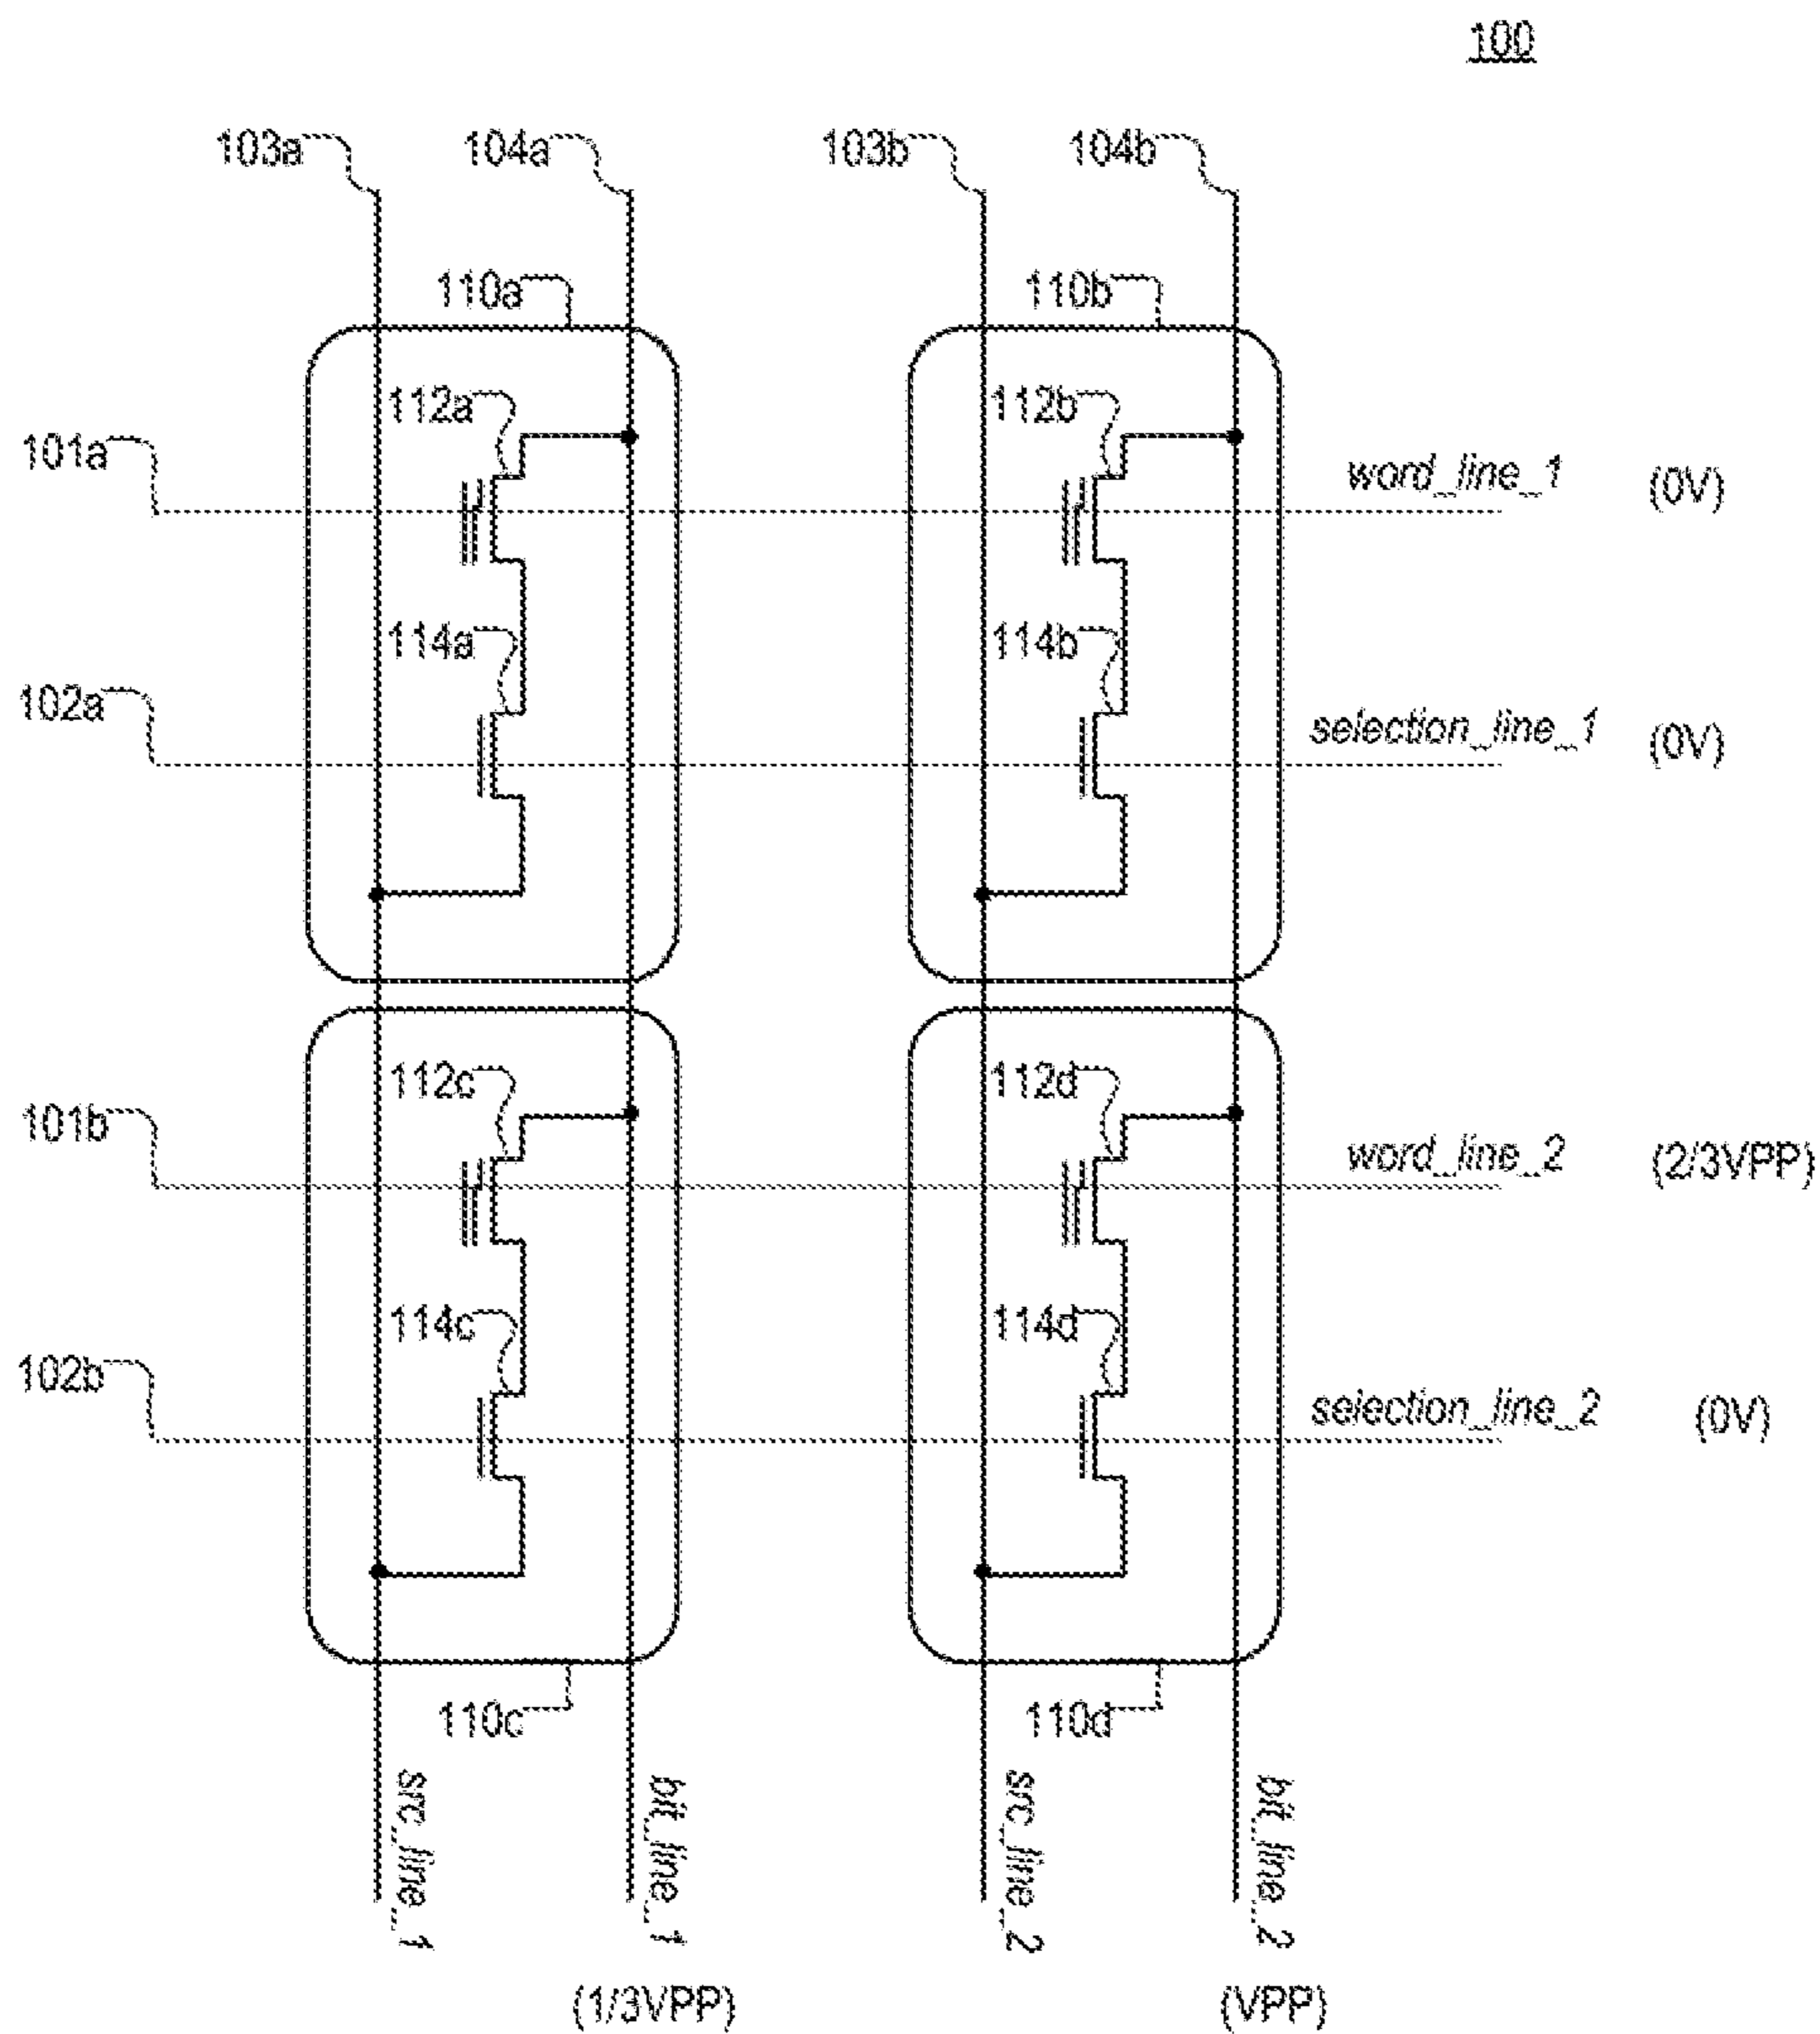 100
103a 104a 103b 104b
110a 110b
112a 112b
101a word_line_1 (0V)
114a 114b
102a selection_line_1 (0V)
112c 112d
101b word_line_2 (2/3VPP)
114c 114d
102b selection_line_2 (0V)
110c 110d
src_line_1 bit_line_1 src_line_2 bit_line_2
(1/3VPP) (VPP)